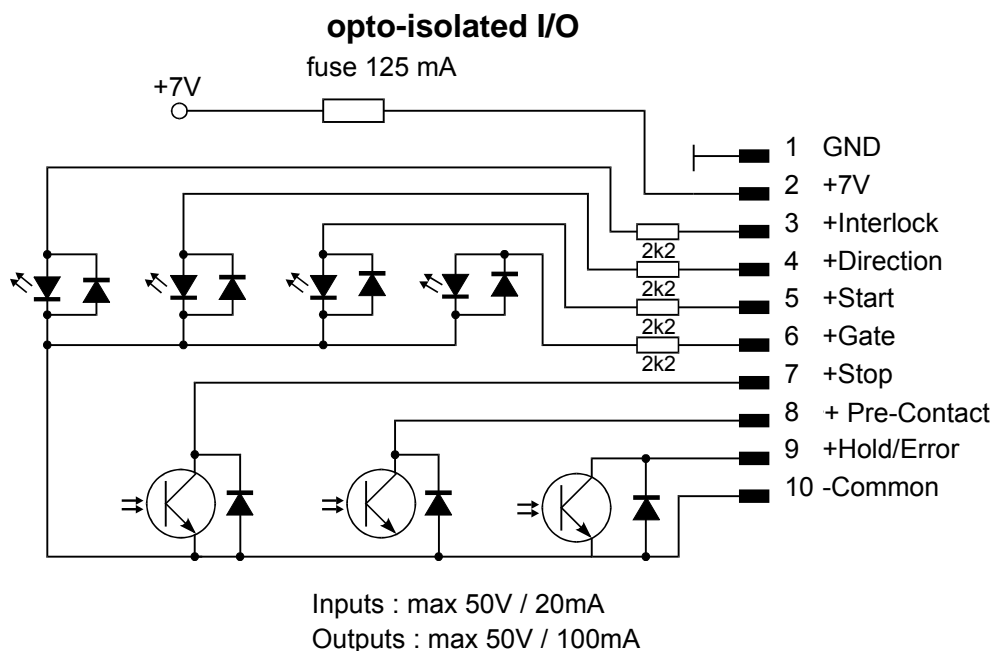 opto-isolated I/O
fuse 125 mA
+7V
1 GND
2 +7V
3 +Interlock
2k2
4 +Direction
2k2
5 +Start
2k2
6 +Gate
2k2
7 +Stop
8 + Pre-Contact
9 +Hold/Error
10 -Common
Inputs : max 50V / 20mA
Outputs : max 50V / 100mA